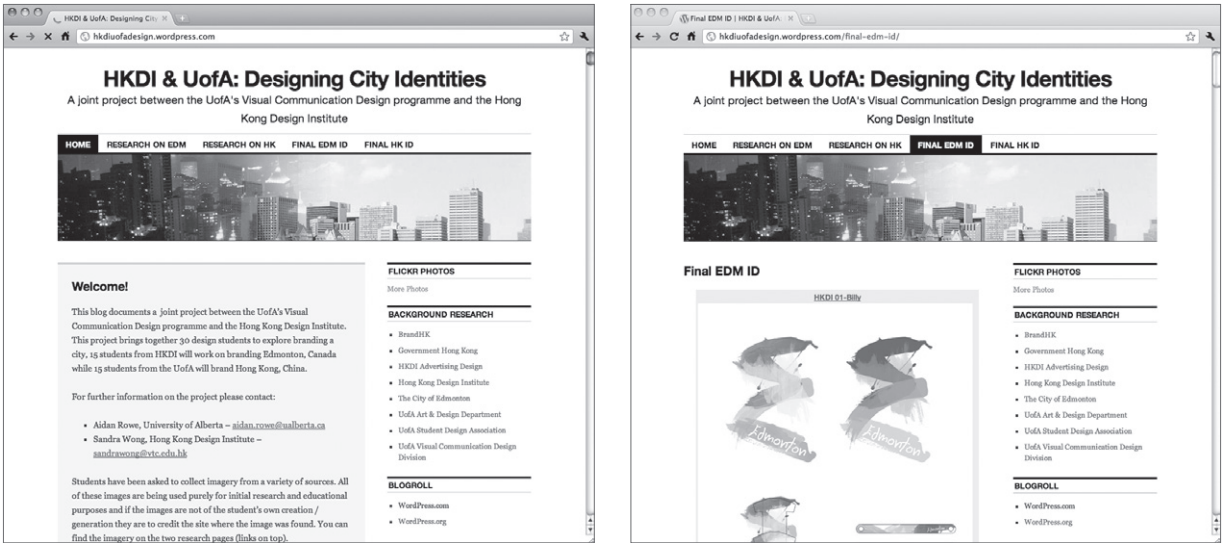 HKDI & UofA: Designing City
hkdiuofadesign.wordpress.com
HKDI & UofA: Designing City Identities
A joint project between the UofA's Visual Communication Design programme and the Hong
Kong Design Institute
HOME RESEARCH ON EDM RESEARCH ON HK FINAL EDM ID FINAL HK ID
Welcome!
This blog documents a joint project between the UofA's Visual
Communication Design programme and the Hong Kong Design Institute.
This project brings together 30 design students to explore branding a
city, 15 students from HKDI will work on branding Edmonton, Canada
while 15 students from the UofA will brand Hong Kong, China.
For further information on the project please contact:
Aidan Rowe, University of Alberta – aidan.rowe@ualberta.ca
Sandra Wong, Hong Kong Design Institute –
sandrawong@vtc.edu.hk
Students have been asked to collect imagery from a variety of sources. All
of these images are being used purely for initial research and educational
purposes and if the images are not of the student's own creation /
generation they are to credit the site where the image was found. You can
find the imagery on the two research pages (links on top).
FLICKR PHOTOS
More Photos
BACKGROUND RESEARCH
BrandHK
Government Hong Kong
HKDI Advertising Design
Hong Kong Design Institute
The City of Edmonton
UofA Art & Design Department
UofA Student Design Association
UofA Visual Communication Design
Division
BLOGROLL
WordPress.com
WordPress.org
Final EDM ID | HKDI & UofA:
hkdiuofadesign.wordpress.com/final-edm-id/
HKDI & UofA: Designing City Identities
A joint project between the UofA's Visual Communication Design programme and the Hong
Kong Design Institute
HOME RESEARCH ON EDM RESEARCH ON HK FINAL EDM ID FINAL HK ID
Final EDM ID
HKDI 01-Billy
Edmonton
Edmonton
FLICKR PHOTOS
More Photos
BACKGROUND RESEARCH
BrandHK
Government Hong Kong
HKDI Advertising Design
Hong Kong Design Institute
The City of Edmonton
UofA Art & Design Department
UofA Student Design Association
UofA Visual Communication Design
Division
BLOGROLL
WordPress.com
WordPress.org